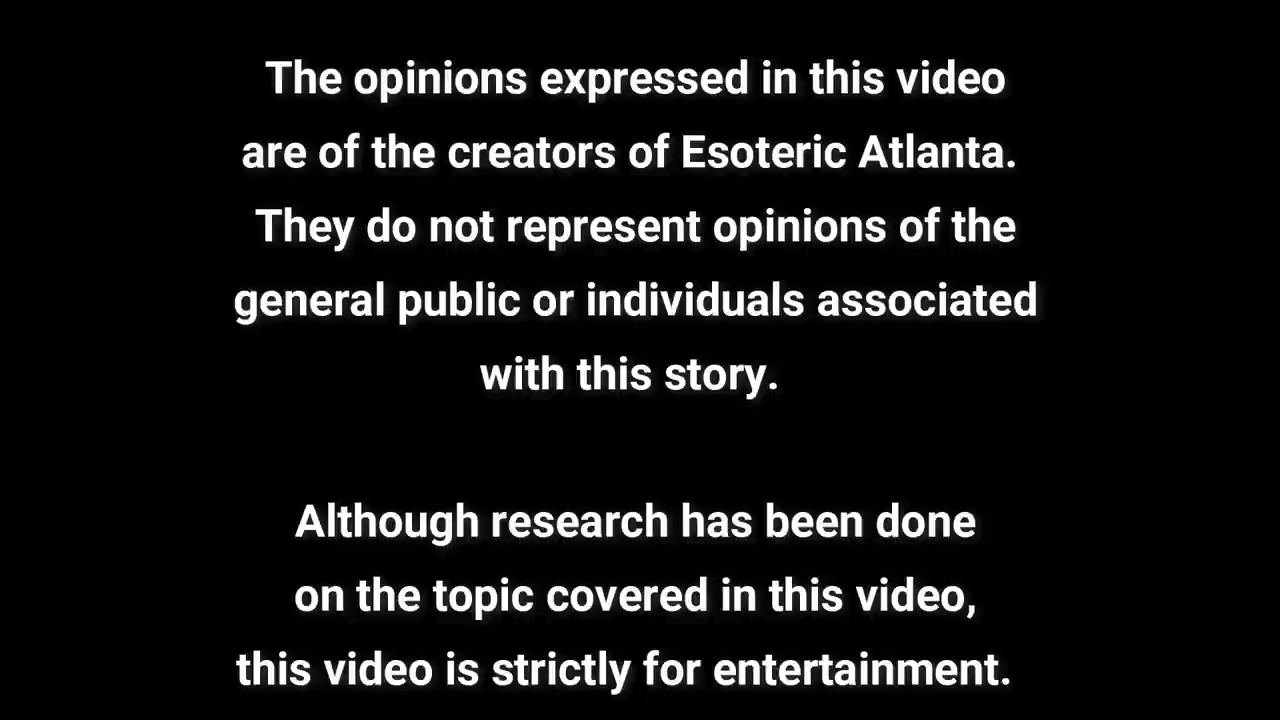 The opinions expressed in this video
are of the creators of Esoteric Atlanta.
They do not represent opinions of the
general public or individuals associated
with this story.
Although research has been done
on the topic covered in this video,
this video is strictly for entertainment.